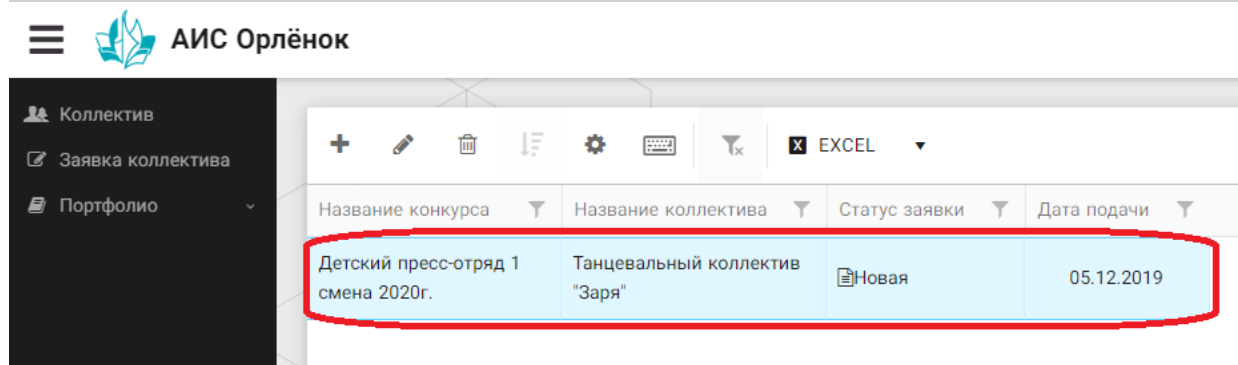 АИС Орлёнок
Коллектив
Заявка коллектива
Портфолио
X EXCEL
Название конкурса
Название коллектива
Статус заявки
Дата подачи
Детский пресс-отряд 1
смена 2020г.
Танцевальный коллектив
"Заря"
Новая
05.12.2019